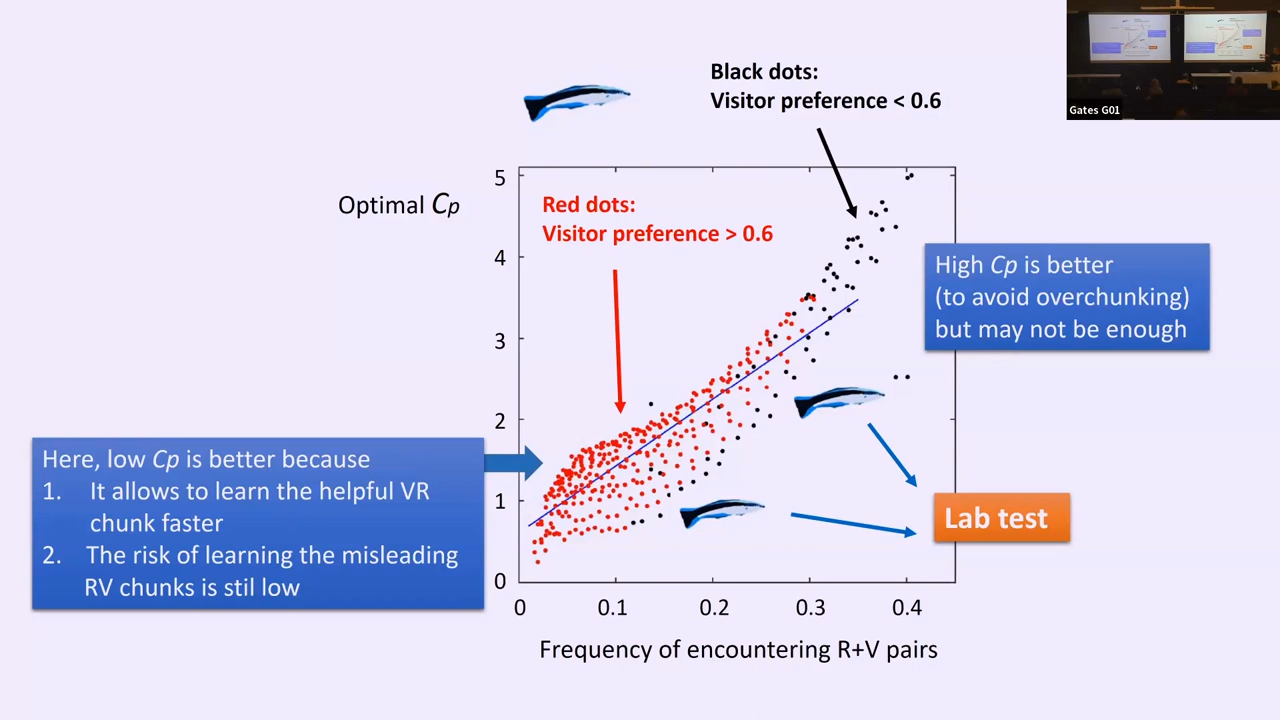 Gates G01
Black dots:
Visitor preference < 0.6
Optimal Cp
Red dots:
Visitor preference > 0.6
5
4
3
2
1
0
0
0.1
0.2
0.3
0.4
Frequency of encountering R+V pairs
High Cp is better
(to avoid overchunking)
but may not be enough
Here, low Cp is better because
1. It allows to learn the helpful VR
chunk faster
2. The risk of learning the misleading
RV chunks is stil low
Lab test